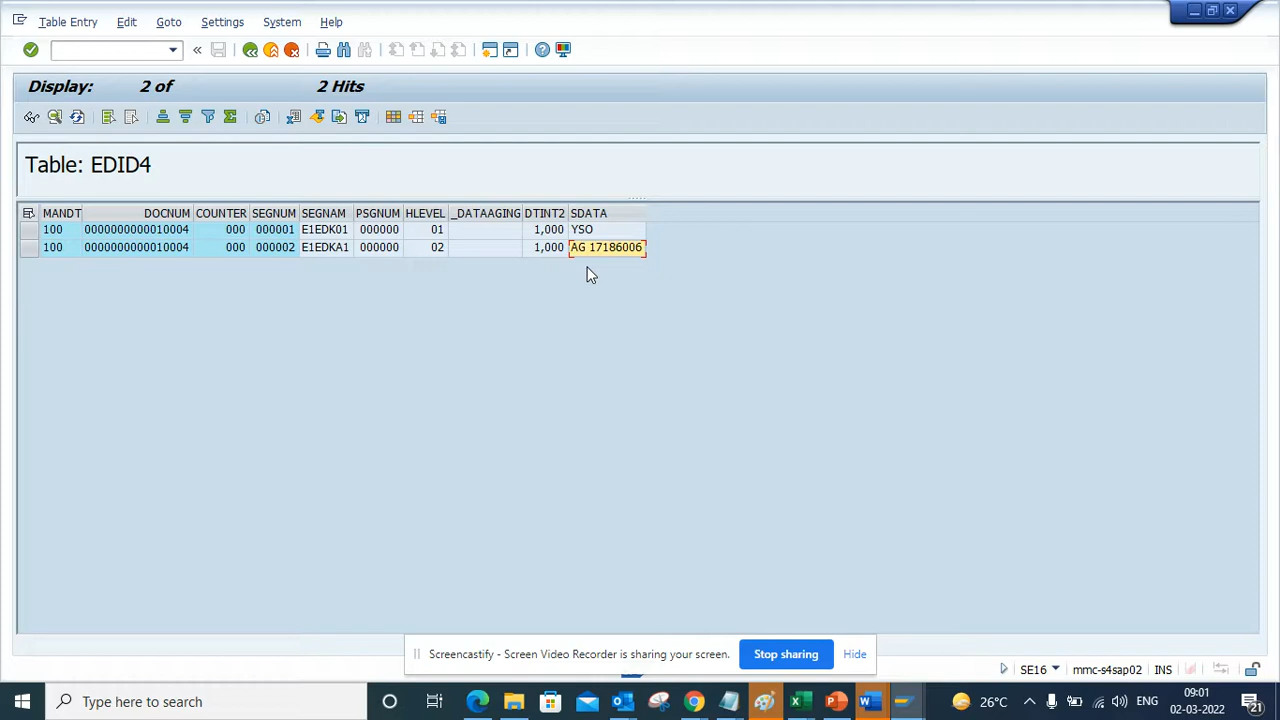 Table Entry Edit Goto Settings System Help
Display: 2 of 2 Hits
Table: EDID4
MANDT DOCNUM COUNTER SEGNUM SEGNAM PSGNUM HLEVEL _DATAAGING DTINT2 SDATA
100 0000000000010004 000 000001 E1EDK01 000000 01 1,000 YSO
100 0000000000010004 000 000002 E1EDKA1 000000 02 1,000 AG 17186006
Screencastify - Screen Video Recorder is sharing your screen. Stop sharing Hide
SE16 mmc-s4sap02 INS
Type here to search
26°C ENG
09:01
02-03-2022
21